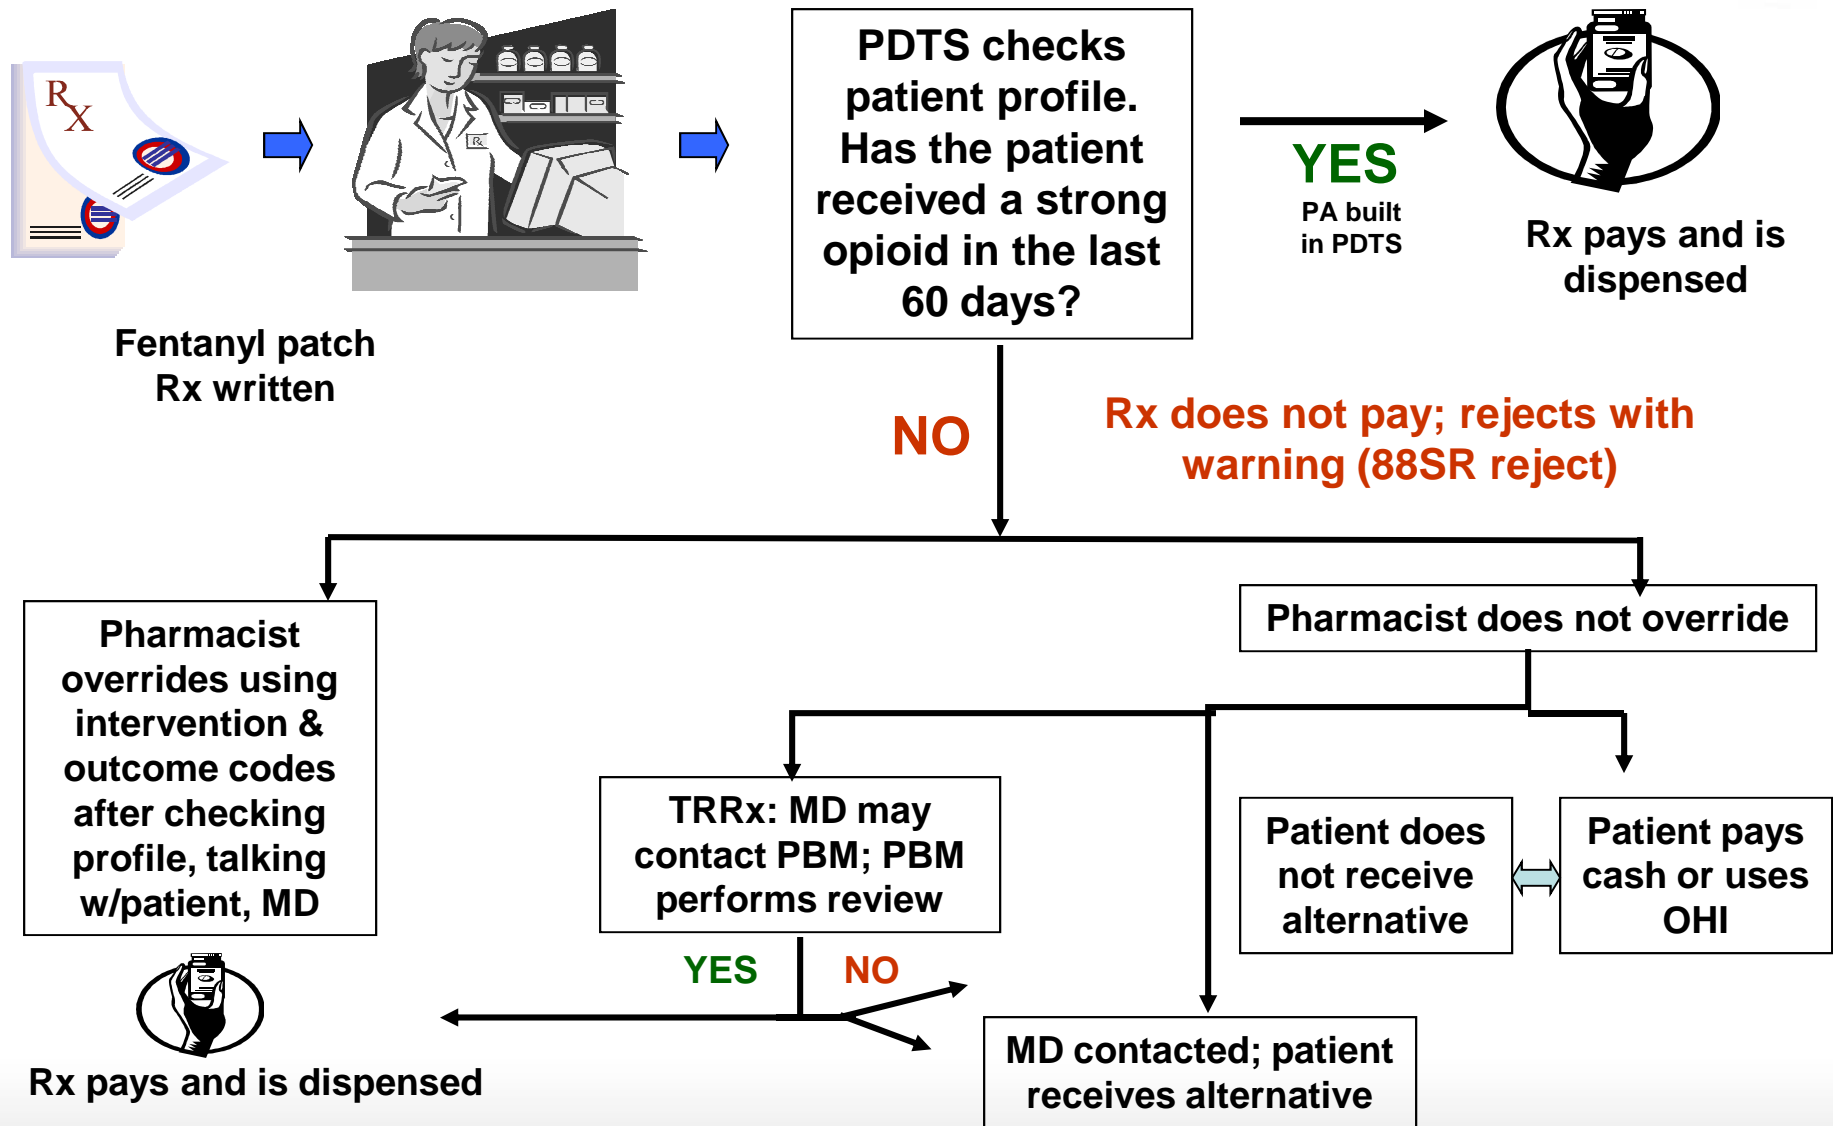 R
X
Fentanyl patch
Rx written
PDTS checks
patient profile.
Has the patient
received a strong
opioid in the last
60 days?
YES
PA built
in PDTS
Rx pays and is
dispensed
NO
Rx does not pay; rejects with
warning (88SR reject)
Pharmacist
overrides using
intervention &
outcome codes
after checking
profile, talking
w/patient, MD
Rx pays and is dispensed
Pharmacist does not override
TRRx: MD may
contact PBM; PBM
performs review
YES
NO
MD contacted; patient
receives alternative
Patient does
not receive
alternative
Patient pays
cash or uses
OHI